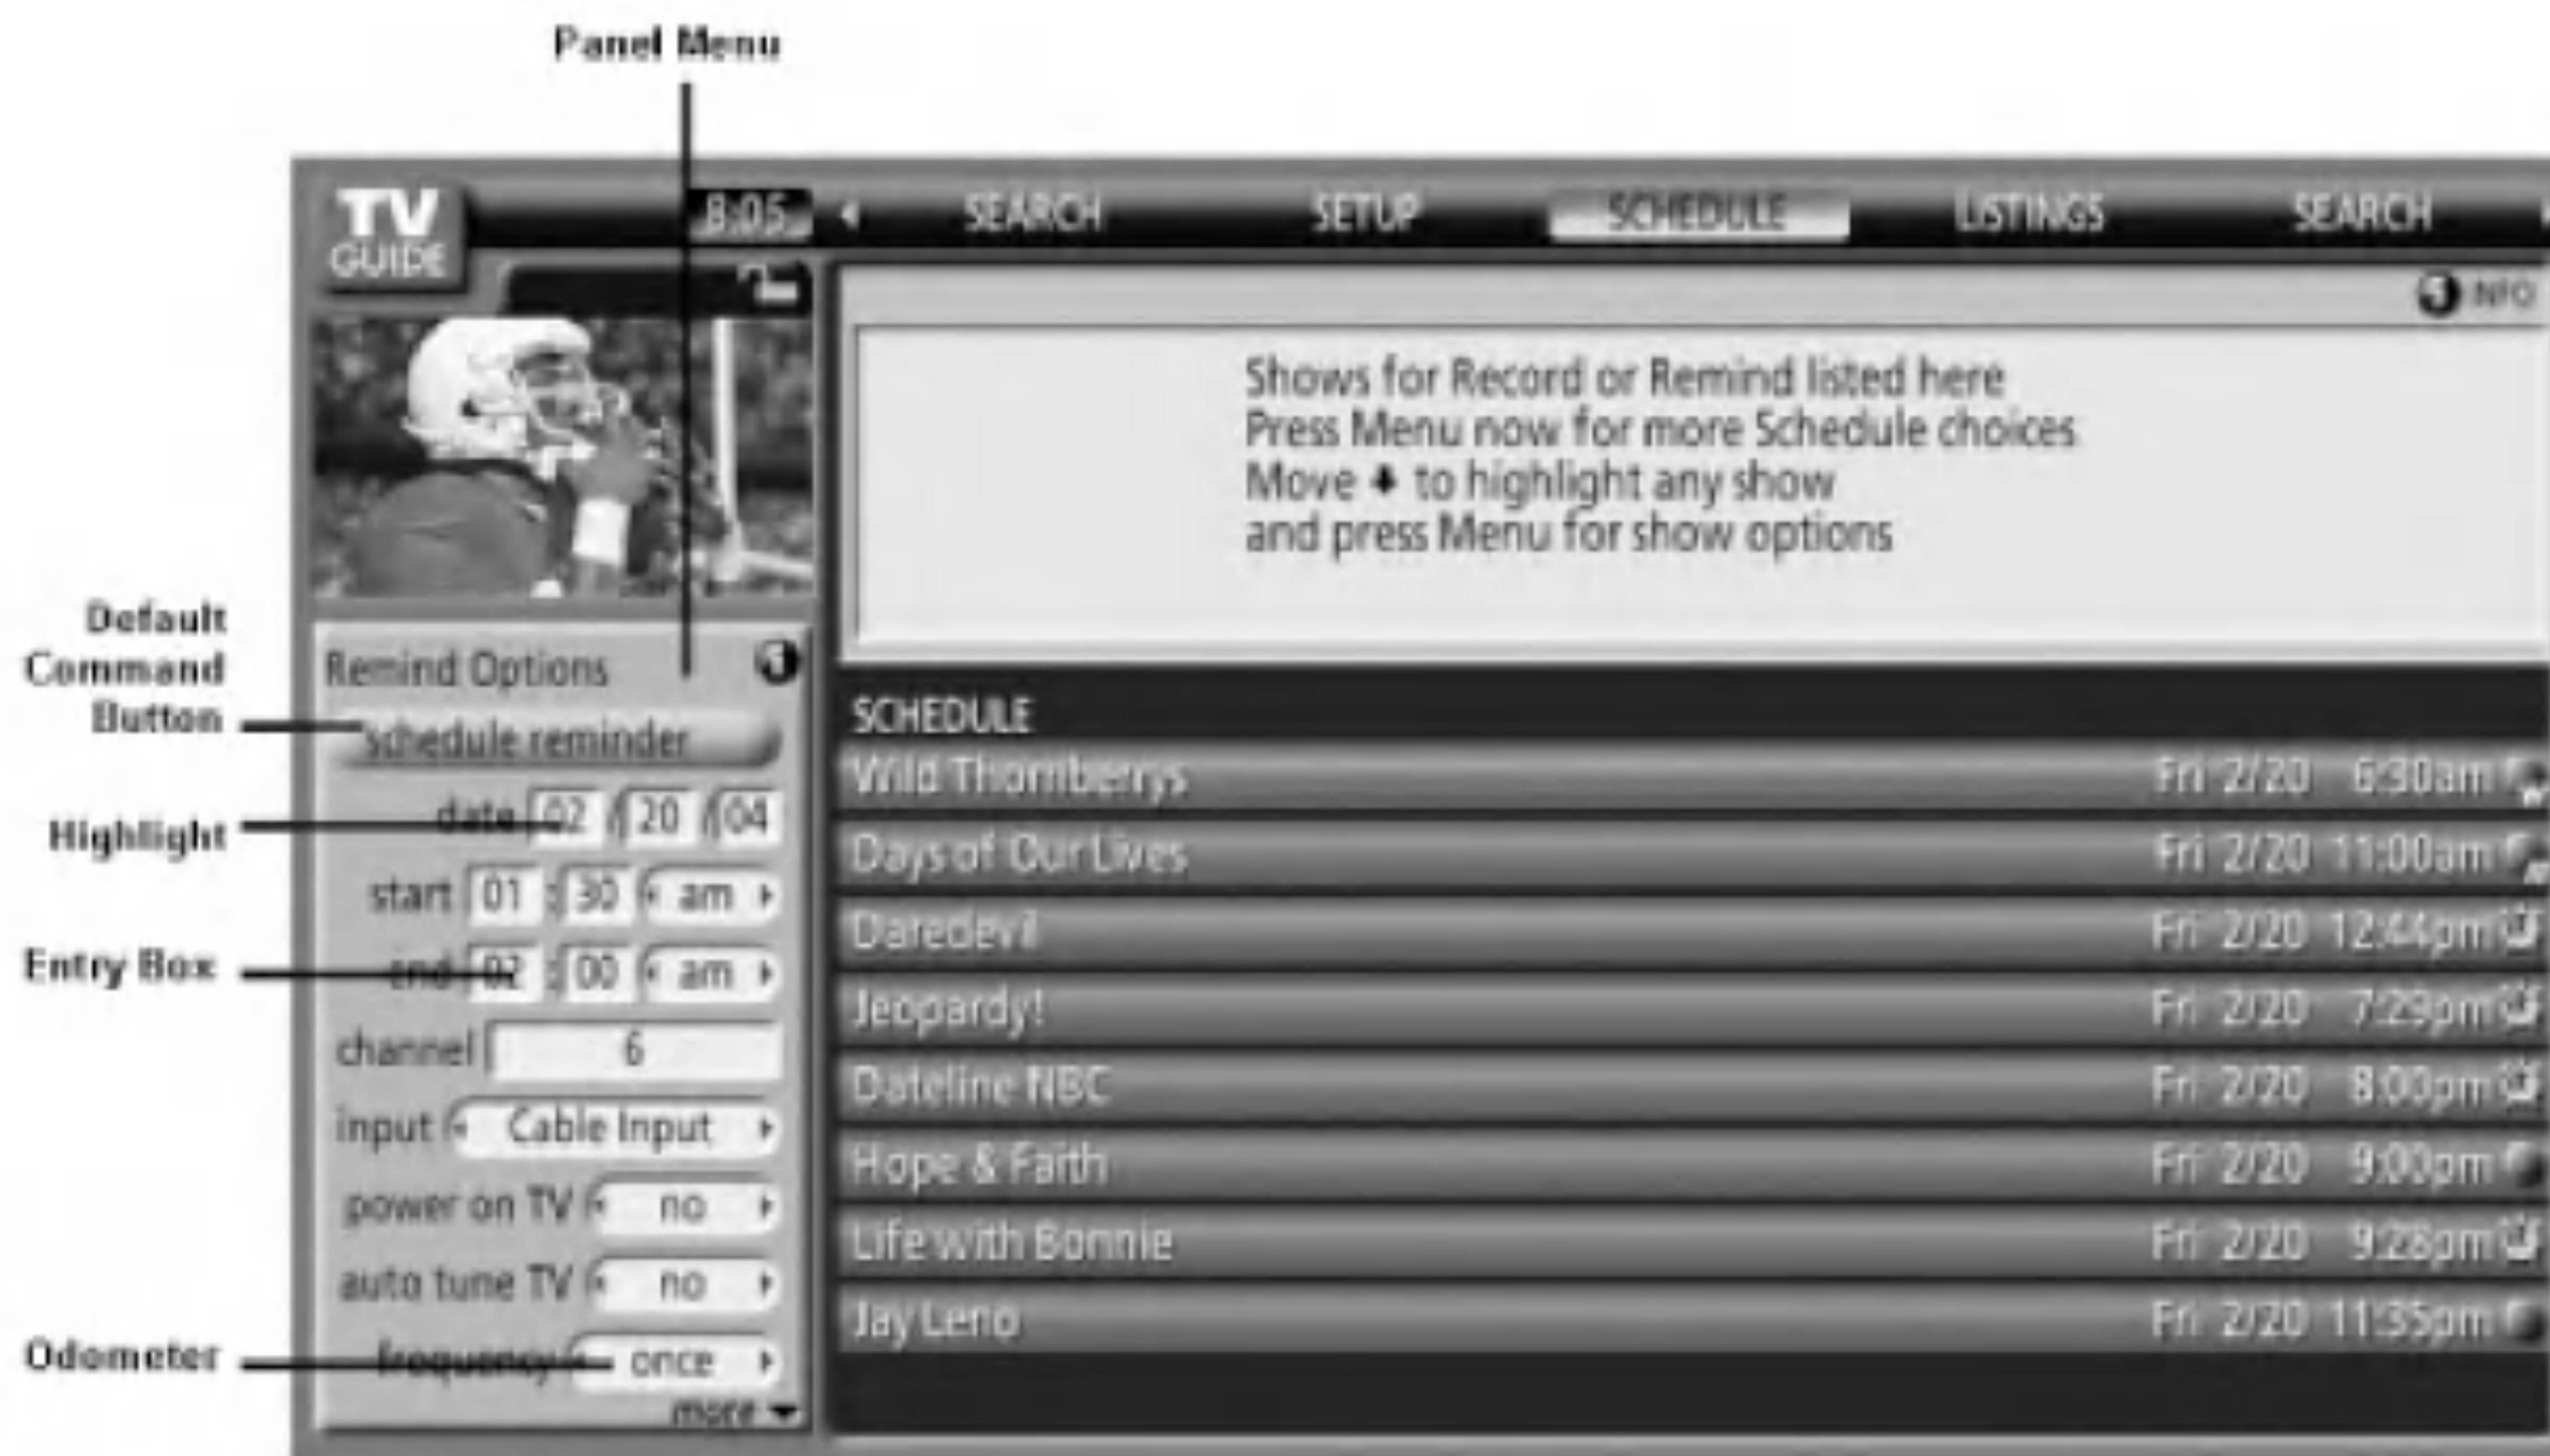 Panel Menu
TV
GUIDE
8:05
SEARCH SETUP SCHEDULE LISTINGS SEARCH
INFO
Shows for Record or Remind listed here
Press Menu now for more Schedule choices
Move ↓ to highlight any show
and press Menu for show options
Default
Command
Button
Highlight
Entry Box
Odometer
Remind Options
schedule reminder
date 02 / 20 / 04
start 01 : 30 am
end 02 : 00 am
channel 6
input Cable Input
power on TV no
auto tune TV no
frequency once
more
SCHEDULE
Wild Thornberrys Fri 2/20 6:30am
Days of Our Lives Fri 2/20 11:00am
Daredevil Fri 2/20 12:44pm
Jeopardy! Fri 2/20 7:29pm
Dateline NBC Fri 2/20 8:00pm
Hope & Faith Fri 2/20 9:00pm
Life with Bonnie Fri 2/20 9:28pm
Jay Leno Fri 2/20 11:35pm